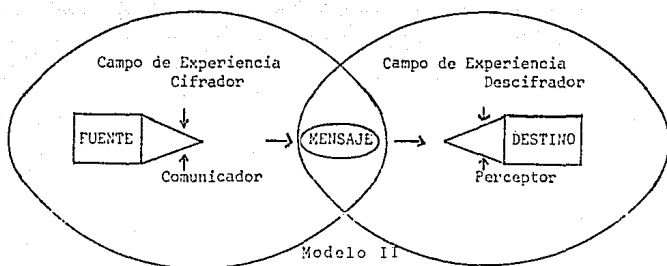 Campo de Experiencia Campo de Experiencia
Cifrador Descifrador
FUENTE MENSAJE DESTINO
Comunicador Perceptor
Modelo II